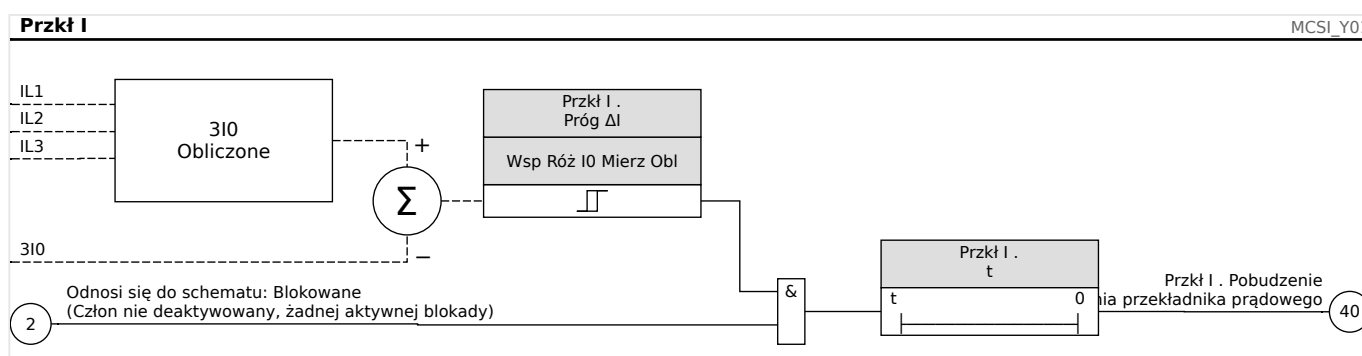 Przkł I
MCSI_Y0
IL1
IL2
IL3
3I0
Obliczone
+
Σ
−
3I0
Przkł I .
Próg ΔI
Wsp Róż I0 Mierz Obl
&
Przkł I .
t
t 0
Przkł I . Pobudzenie
przekładnika prądowego
40
Odnosi się do schematu: Blokowane
(Człon nie deaktywowany, żadnej aktywnej blokady)
2